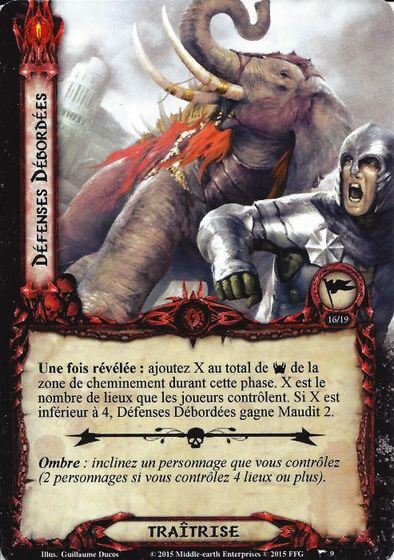 DÉFENSES DÉBORDÉES
16/19
Une fois révélée : ajoutez X au total de de la
zone de cheminement durant cette phase. X est le
nombre de lieux que les joueurs contrôlent. Si X est
inférieur à 4, Défenses Débordées gagne Maudit 2.
Ombre : inclinez un personnage que vous contrôlez
(2 personnages si vous contrôlez 4 lieux ou plus).
TRAÎTRISE
Illus. Guillaume Ducos © 2015 Middle-earth Enterprises © 2015 FFG 9